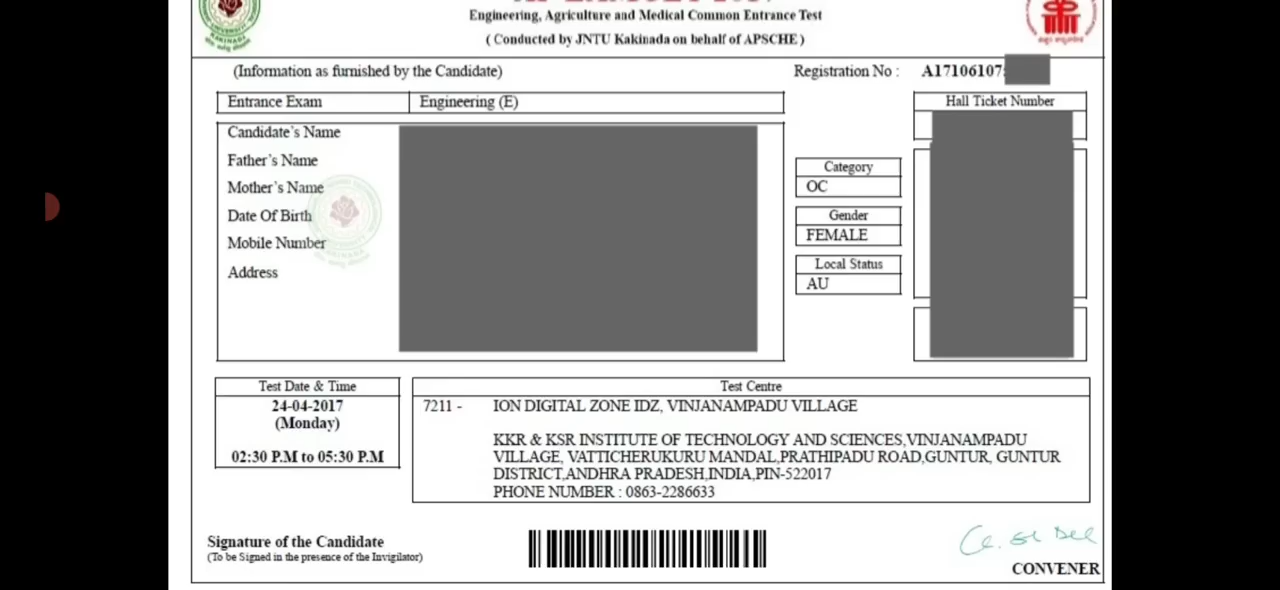 Engineering, Agriculture and Medical Common Entrance Test
( Conducted by JNTU Kakinada on behalf of APSCHE )
(Information as furnished by the Candidate)
Registration No : A17106107
Entrance Exam Engineering (E)
Hall Ticket Number
Candidate's Name
Father's Name
Mother's Name
Date Of Birth
Mobile Number
Address
Category
OC
Gender
FEMALE
Local Status
AU
Test Date & Time
24-04-2017
(Monday)
02:30 P.M to 05:30 P.M
Test Centre
7211 - ION DIGITAL ZONE IDZ, VINJANAMPADU VILLAGE
KKR & KSR INSTITUTE OF TECHNOLOGY AND SCIENCES,VINJANAMPADU
VILLAGE, VATTICHERUKURU MANDAL,PRATHIPADU ROAD,GUNTUR, GUNTUR
DISTRICT,ANDHRA PRADESH,INDIA,PIN-522017
PHONE NUMBER : 0863-2286633
Signature of the Candidate
(To be Signed in the presence of the Invigilator)
CONVENER
KAKINADA